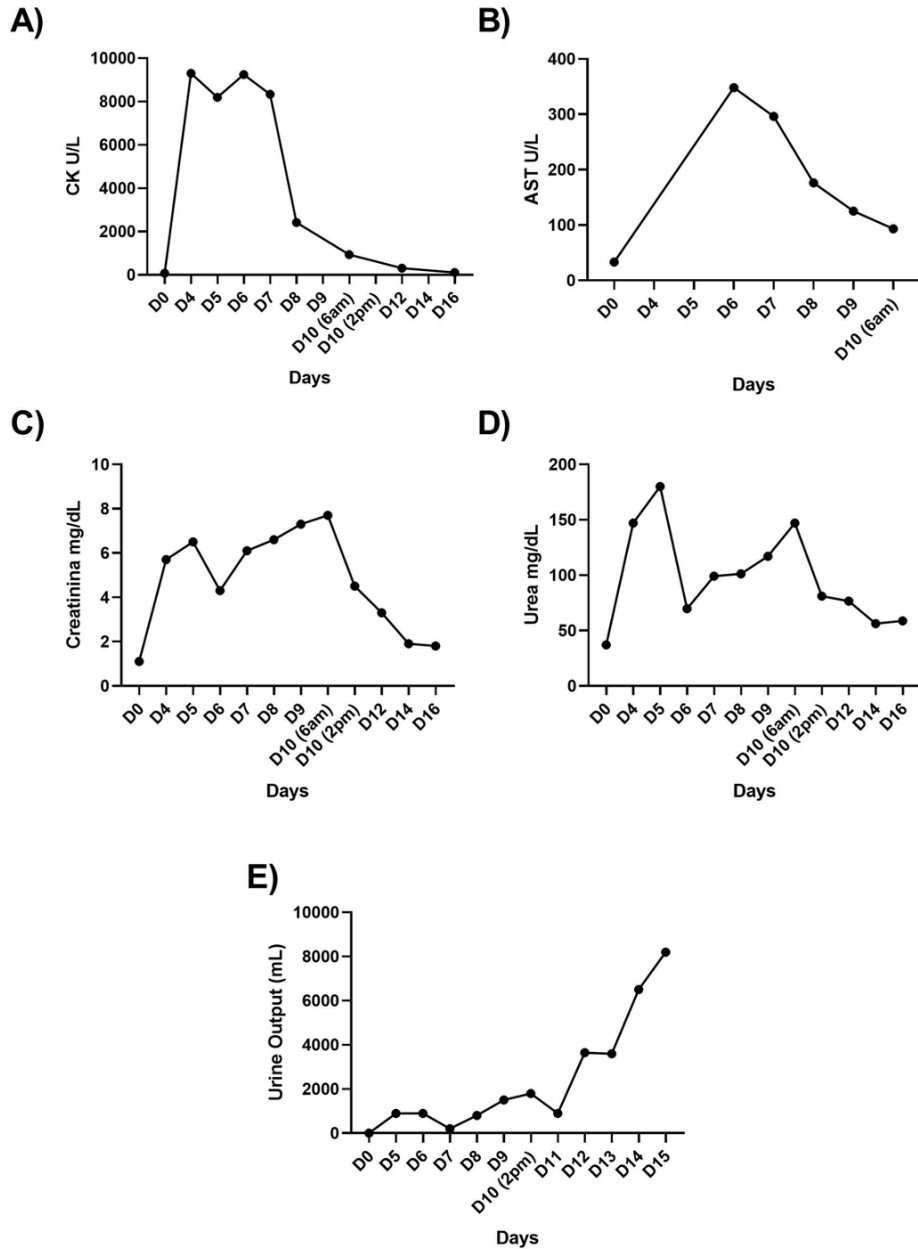 A)
CK U/L
10000
8000
6000
4000
2000
0
D0
D4
D5
D6
D7
D8
D9
D10 (6am)
D10 (2pm)
D12
D14
D16
Days
B)
AST U/L
400
300
200
100
0
D0
D4
D5
D6
D7
D8
D9
D10 (6am)
Days
C)
Creatinina mg/dL
10
8
6
4
2
0
D0
D4
D5
D6
D7
D8
D9
D10 (6am)
D10 (2pm)
D12
D14
D16
Days
D)
Urea mg/dL
200
150
100
50
0
D0
D4
D5
D6
D7
D8
D9
D10 (6am)
D10 (2pm)
D12
D14
D16
Days
E)
Urine Output (mL)
10000
8000
6000
4000
2000
0
D0
D5
D6
D7
D8
D9
D10 (2pm)
D11
D12
D13
D14
D15
Days